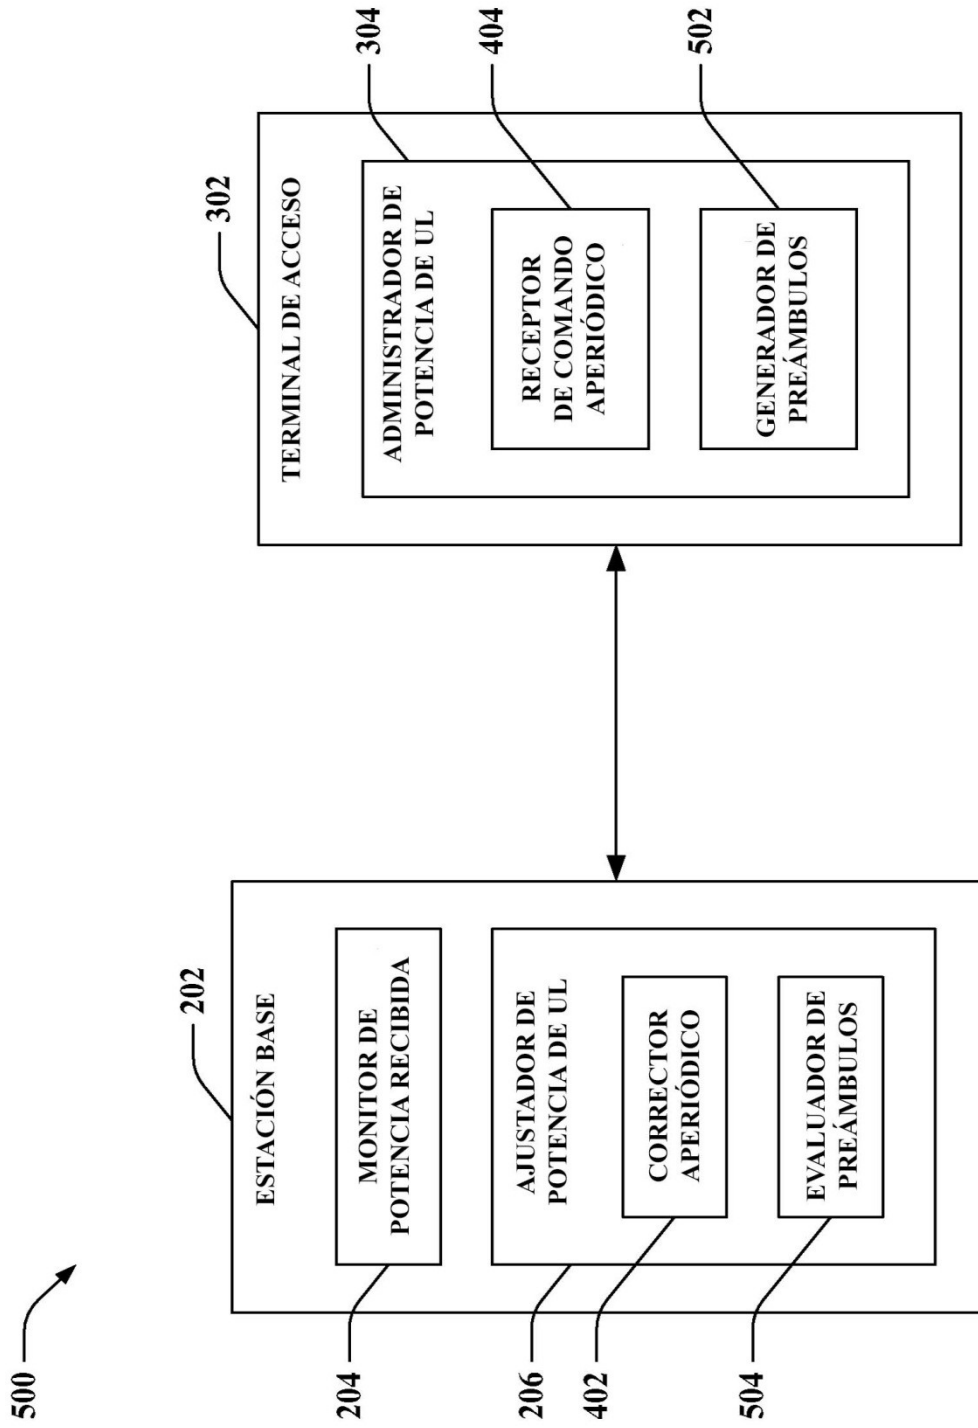 500
202
ESTACIÓN BASE
204
MONITOR DE
POTENCIA RECIBIDA
206
AJUSTADOR DE
POTENCIA DE UL
402
CORRECTOR
APERIÓDICO
504
EVALUADOR DE
PREÁMBULOS
302
TERMINAL DE ACCESO
304
ADMINISTRADOR DE
POTENCIA DE UL
404
RECEPTOR
DE COMANDO
APERIÓDICO
502
GENERADOR DE
PREÁMBULOS